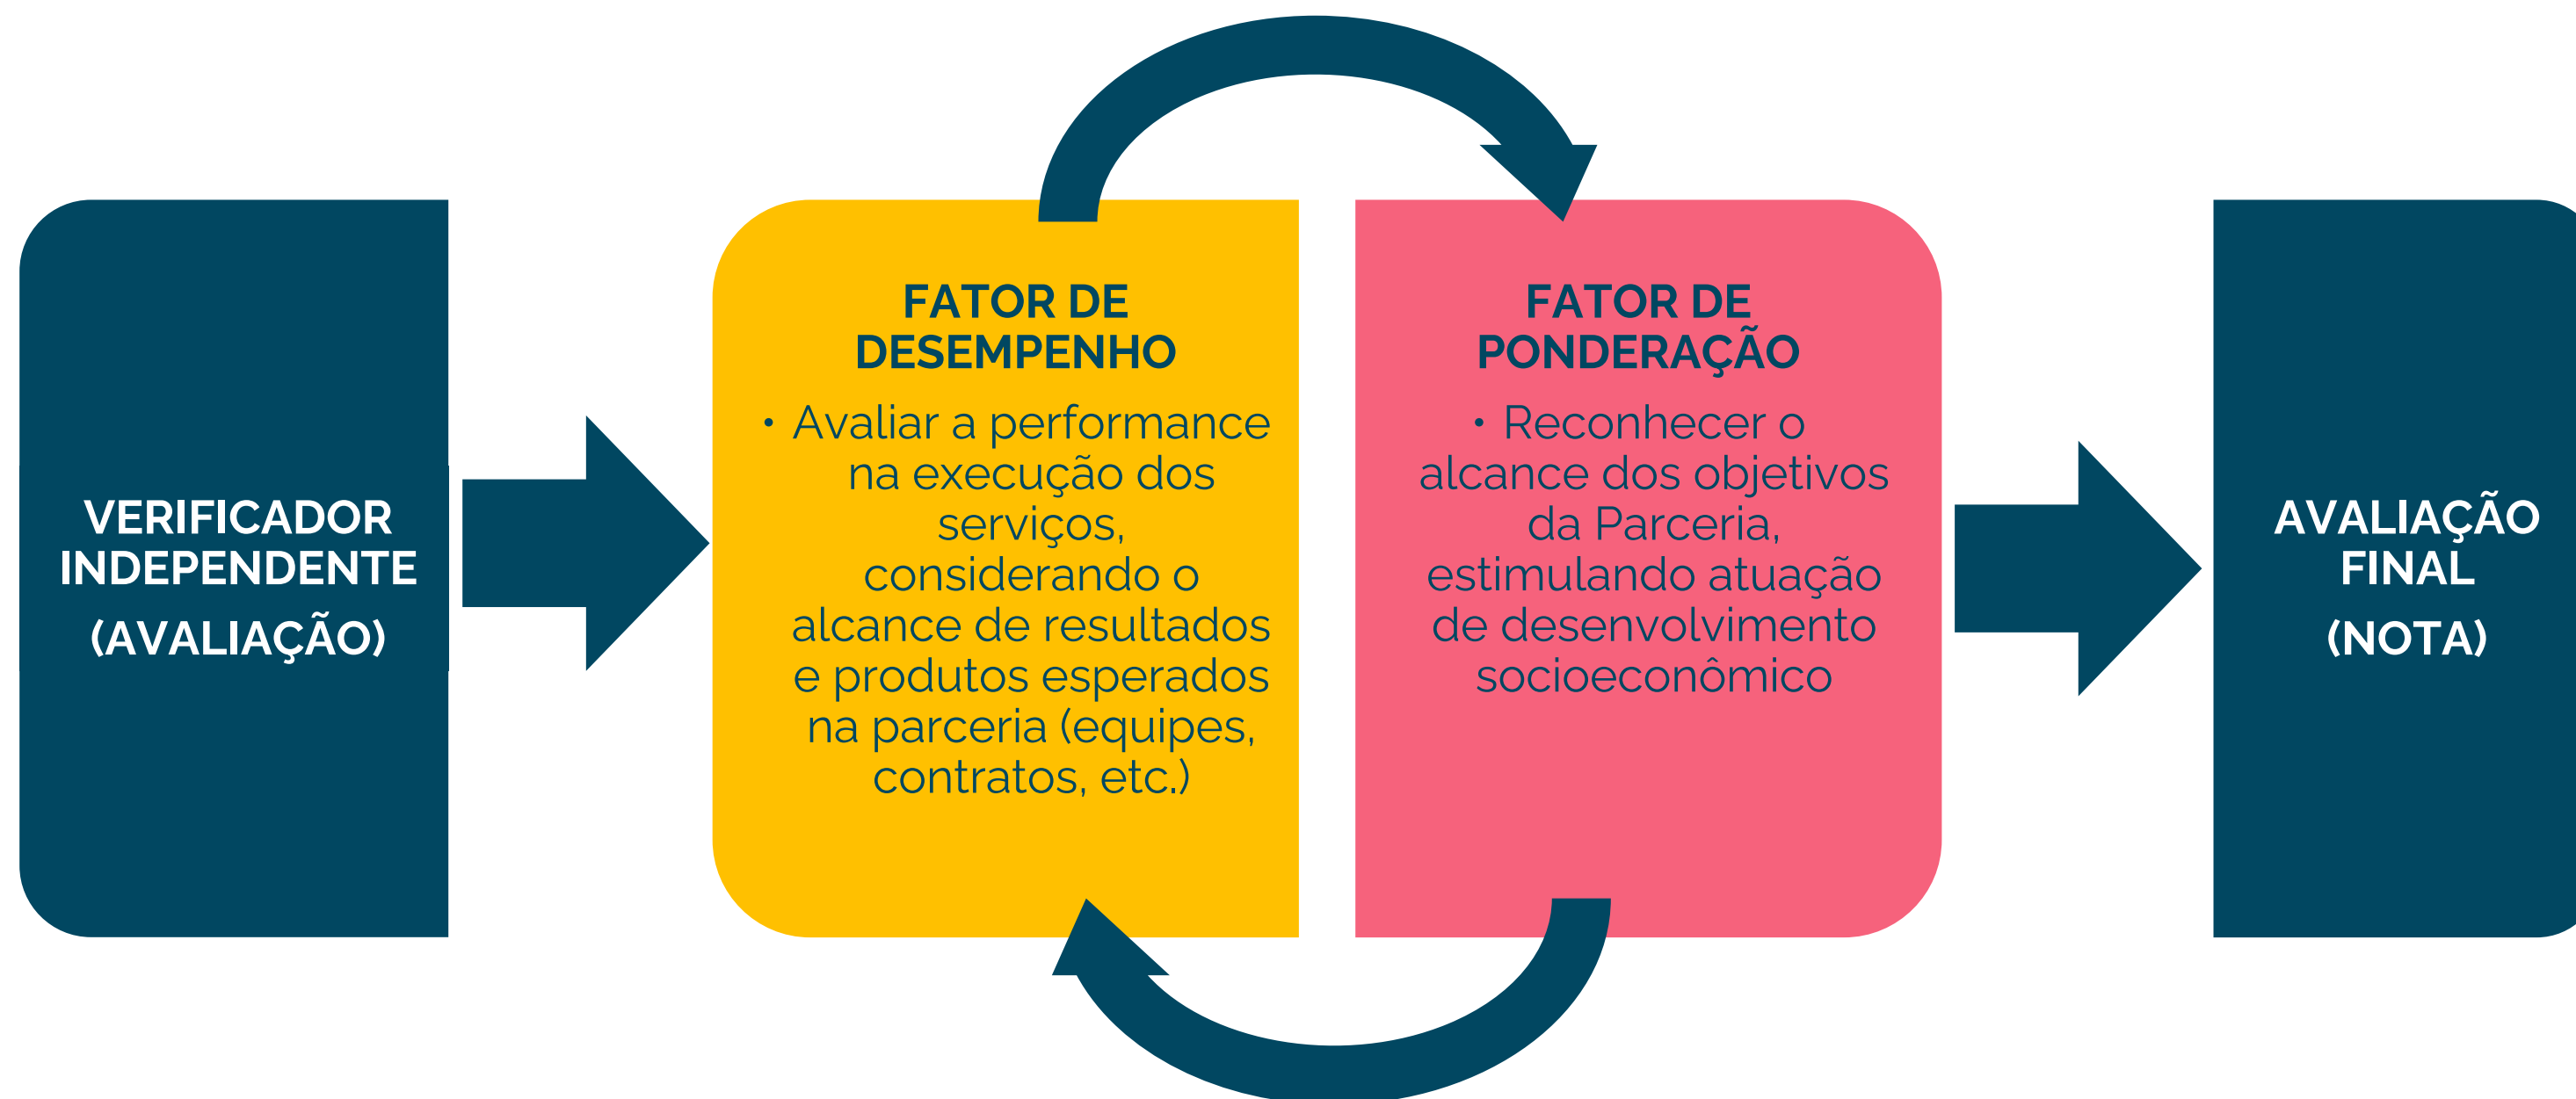 VERIFICADOR
INDEPENDENTE
(AVALIAÇÃO)
FATOR DE
DESEMPENHO
• Avaliar a performance
na execução dos
serviços,
considerando o
alcance de resultados
e produtos esperados
na parceria (equipes,
contratos, etc.)
FATOR DE
PONDERAÇÃO
• Reconhecer o
alcance dos objetivos
da Parceria,
estimulando atuação
de desenvolvimento
socioeconômico
AVALIAÇÃO
FINAL
(NOTA)